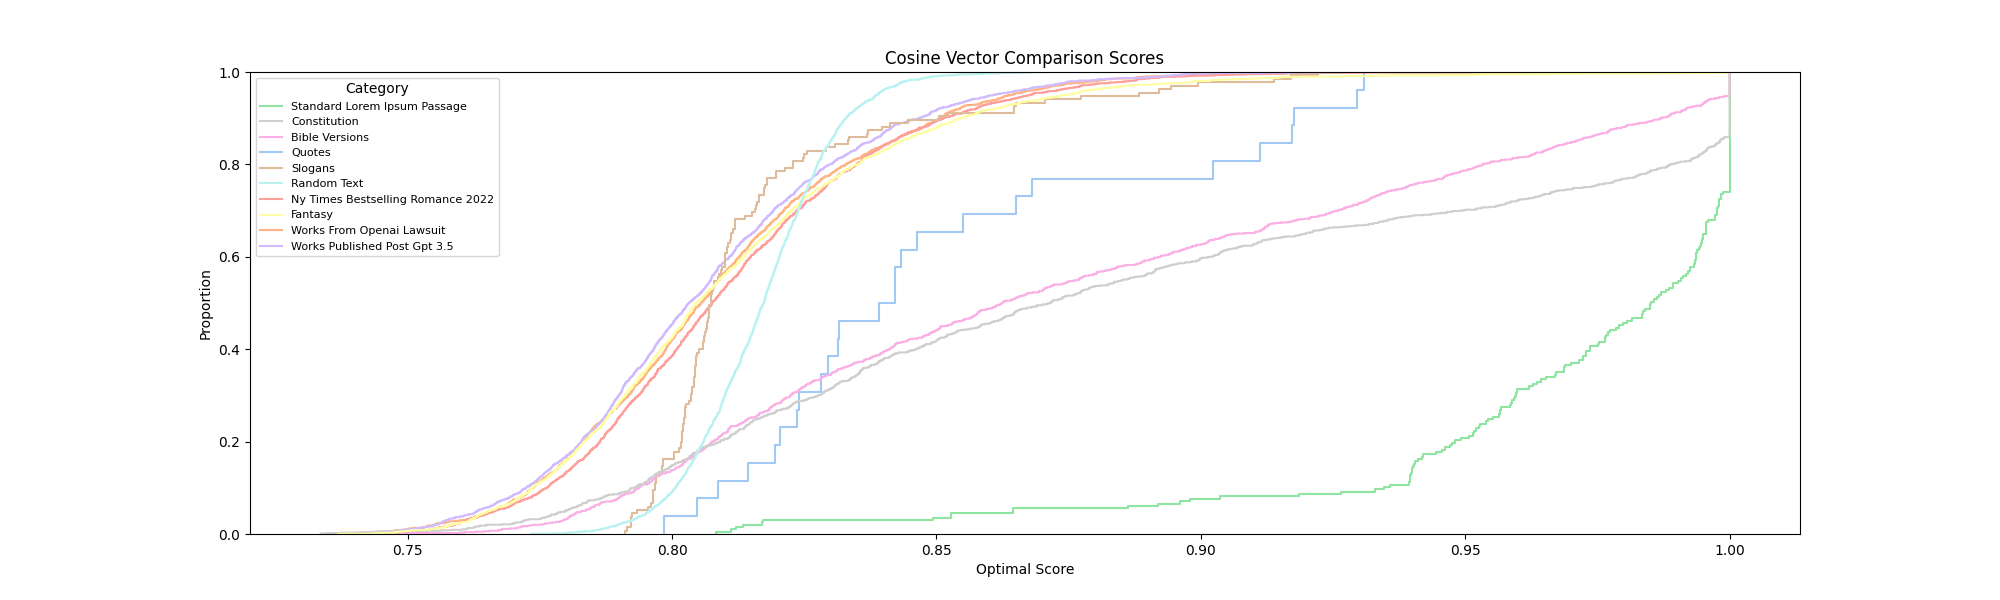 Cosine Vector Comparison Scores
Proportion
1.0
0.8
0.6
0.4
0.2
0.0
Category
Standard Lorem Ipsum Passage
Constitution
Bible Versions
Quotes
Slogans
Random Text
Ny Times Bestselling Romance 2022
Fantasy
Works From Openai Lawsuit
Works Published Post Gpt 3.5
0.75 0.80 0.85 0.90 0.95 1.00
Optimal Score